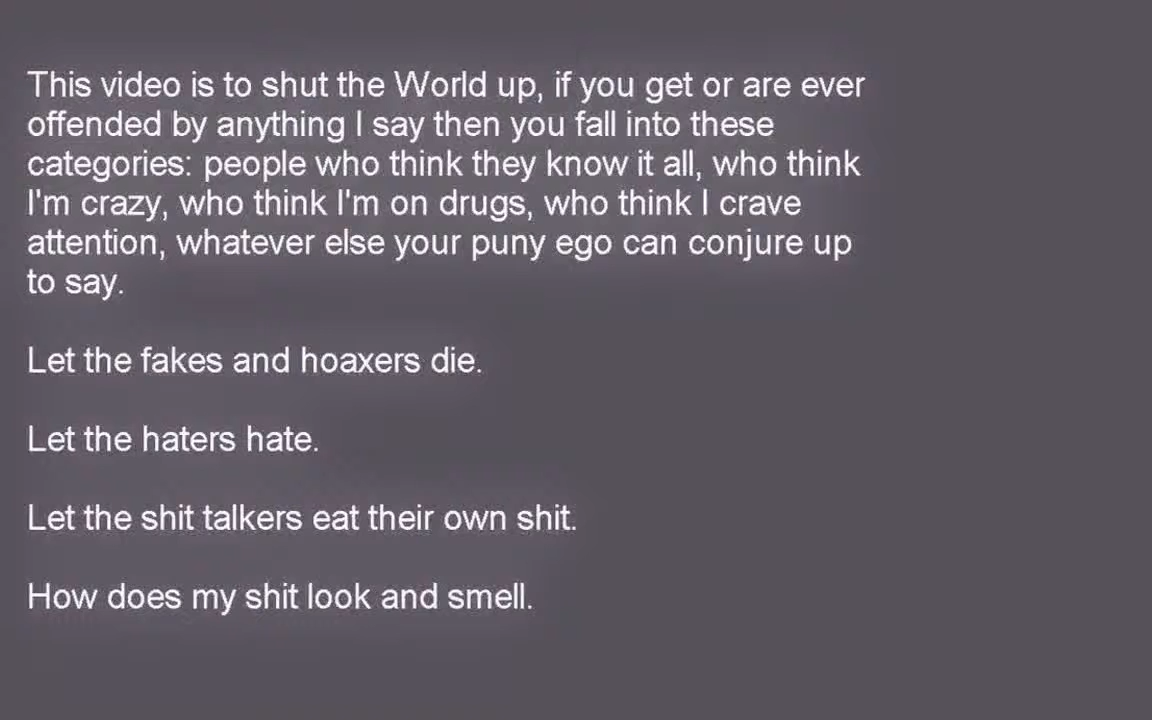 This video is to shut the World up, if you get or are ever
offended by anything I say then you fall into these
categories: people who think they know it all, who think
I'm crazy, who think I'm on drugs, who think I crave
attention, whatever else your puny ego can conjure up
to say.
Let the fakes and hoaxers die.
Let the haters hate.
Let the shit talkers eat their own shit.
How does my shit look and smell.